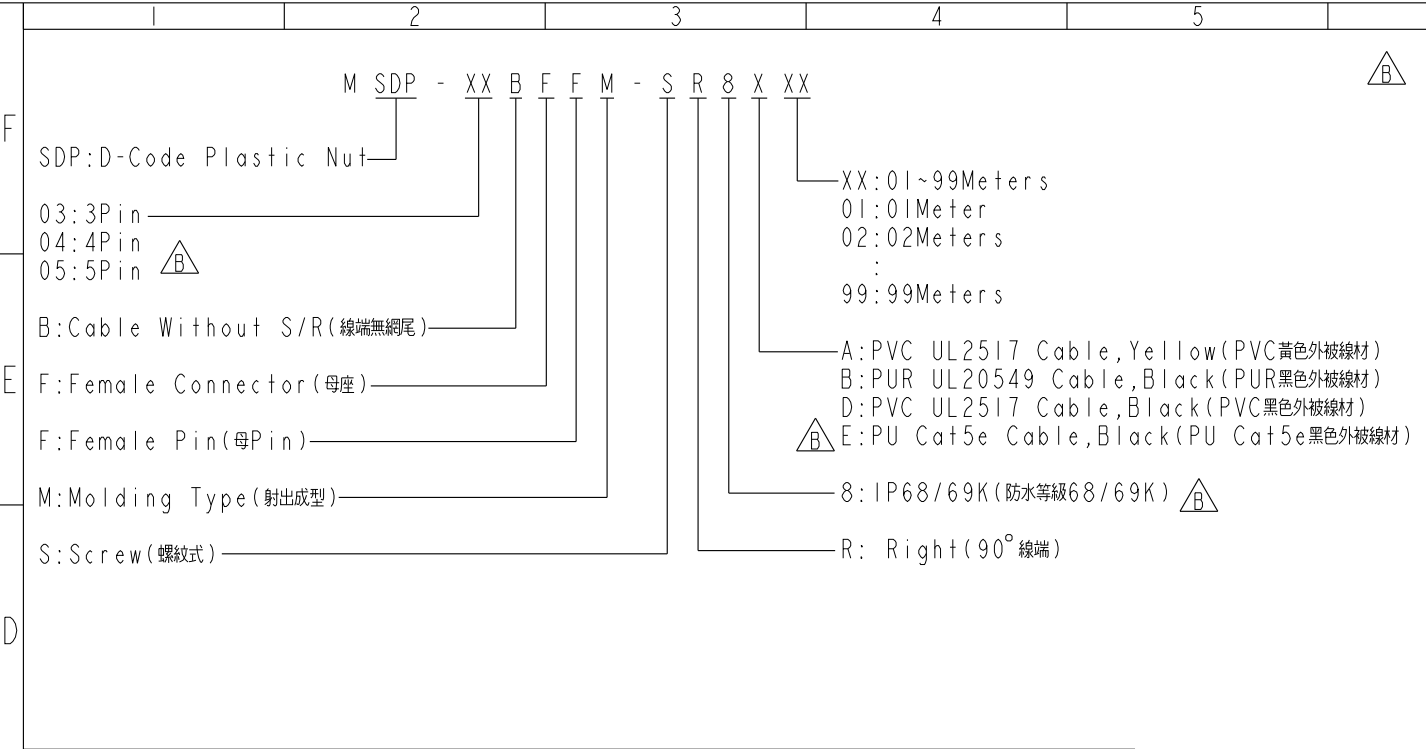 1 2 3 4 5
B
M SDP - XX B F F M - S R 8 X XX
F
SDP:D-Code Plastic Nut
03:3Pin
04:4Pin
05:5Pin B
B:Cable Without S/R(線端無網尾)
E
F:Female Connector(母座)
F:Female Pin(母Pin)
M:Molding Type(射出成型)
S:Screw(螺紋式)
D
XX:01~99Meters
01:01Meter
02:02Meters
:
99:99Meters
A:PVC UL2517 Cable,Yellow(PVC黃色外被線材)
B:PUR UL20549 Cable,Black(PUR黑色外被線材)
D:PVC UL2517 Cable,Black(PVC黑色外被線材)
B E:PU Cat5e Cable,Black(PU Cat5e黑色外被線材)
8:IP68/69K(防水等級68/69K) B
R: Right(90°線端)